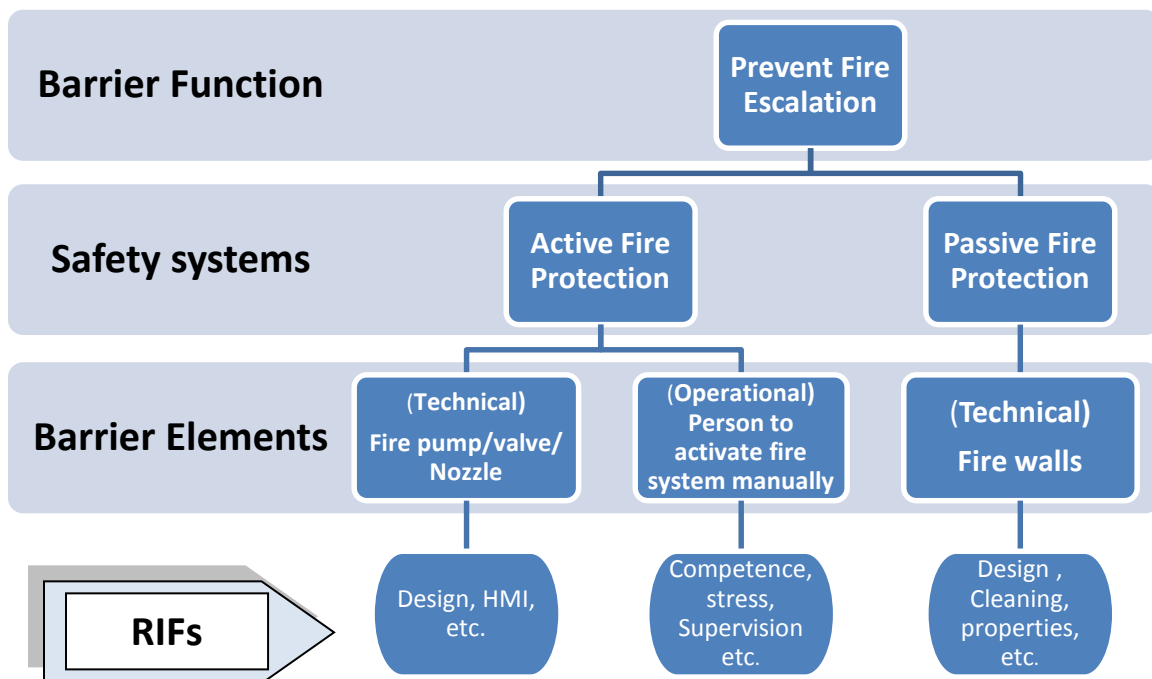 Barrier Function
Prevent Fire
Escalation
Safety systems
Active Fire
Protection
Passive Fire
Protection
Barrier Elements
(Technical)
Fire pump/valve/
Nozzle
(Operational)
Person to
activate fire
system manually
(Technical)
Fire walls
RIFs
Design, HMI,
etc.
Competence,
stress,
Supervision
etc.
Design ,
Cleaning,
properties,
etc.